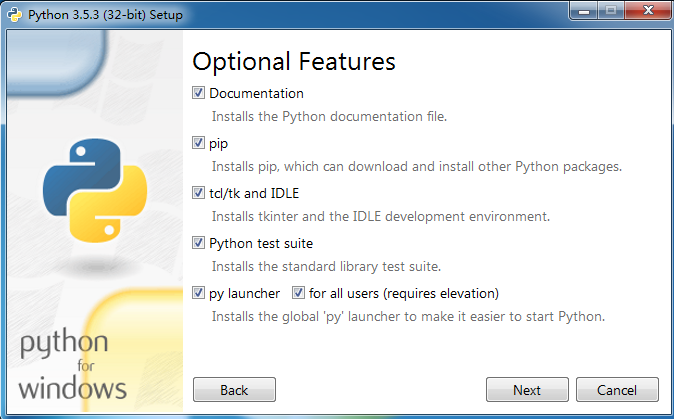 Python 3.5.3 (32-bit) Setup
Optional Features
Documentation
Installs the Python documentation file.
pip
Installs pip, which can download and install other Python packages.
tcl/tk and IDLE
Installs tkinter and the IDLE development environment.
Python test suite
Installs the standard library test suite.
py launcher for all users (requires elevation)
Installs the global 'py' launcher to make it easier to start Python.
python
for
windows
Back Next Cancel